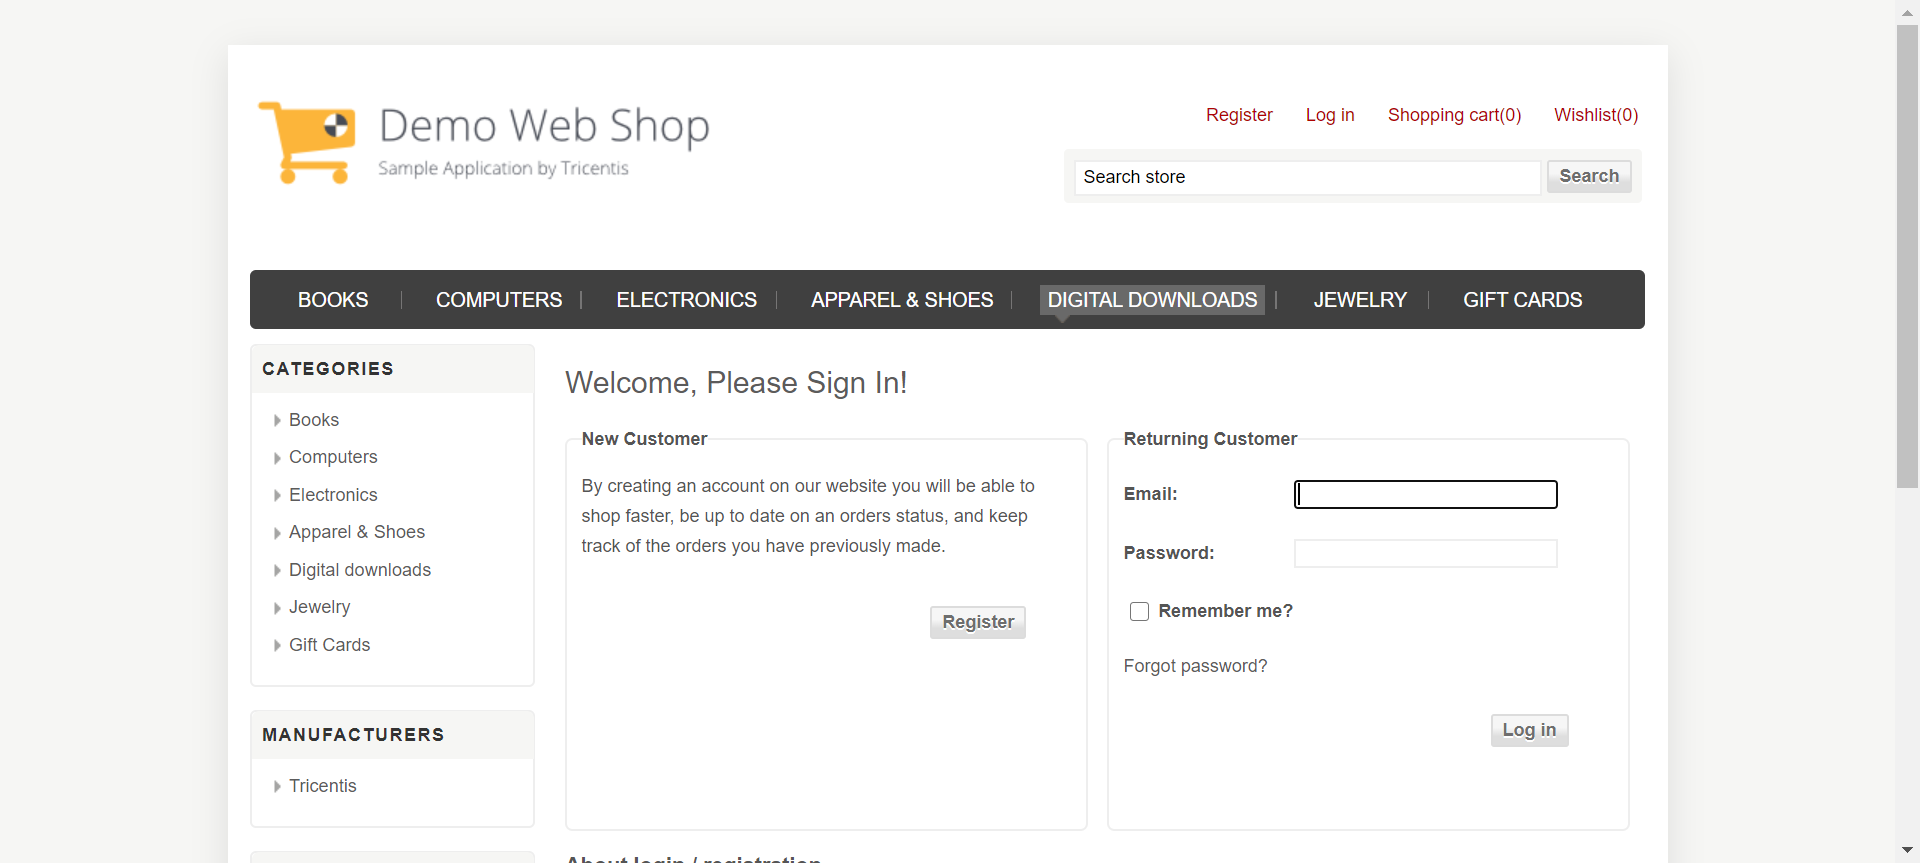 Demo Web Shop
Sample Application by Tricentis
Register Log in Shopping cart(0) Wishlist(0)
Search store Search
BOOKS COMPUTERS ELECTRONICS APPAREL & SHOES DIGITAL DOWNLOADS JEWELRY GIFT CARDS
CATEGORIES
Books
Computers
Electronics
Apparel & Shoes
Digital downloads
Jewelry
Gift Cards
MANUFACTURERS
Tricentis
Welcome, Please Sign In!
New Customer
By creating an account on our website you will be able to
shop faster, be up to date on an orders status, and keep
track of the orders you have previously made.
Register
Returning Customer
Email:
Password:
Remember me?
Forgot password?
Log in
About login / registration